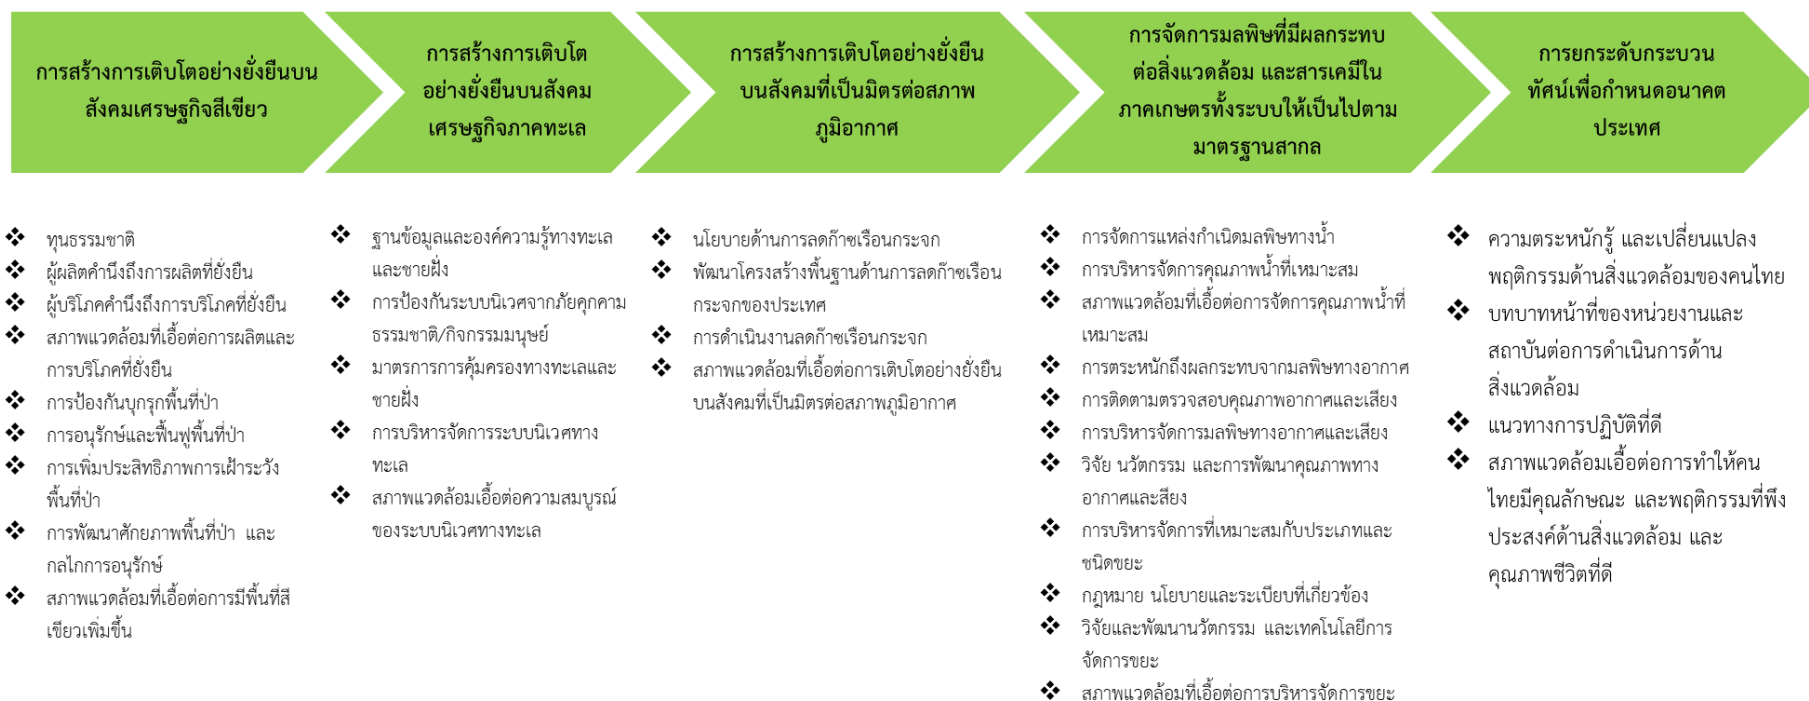 การสร้างการเติบโตอย่างยั่งยืนบน
สังคมเศรษฐกิจสีเขียว
การสร้างการเติบโต
อย่างยั่งยืนบนสังคม
เศรษฐกิจภาคทะเล
การสร้างการเติบโตอย่างยั่งยืน
บนสังคมที่เป็นมิตรต่อสภาพ
ภูมิอากาศ
การจัดการมลพิษที่มีผลกระทบ
ต่อสิ่งแวดล้อม และสารเคมีใน
ภาคเกษตรทั้งระบบให้เป็นไปตาม
มาตรฐานสากล
การยกระดับกระบวน
ทัศน์เพื่อกำหนดอนาคต
ประเทศ
❖ ทุนธรรมชาติ
❖ ผู้ผลิตคำนึงถึงการผลิตที่ยั่งยืน
❖ ผู้บริโภคคำนึงถึงการบริโภคที่ยั่งยืน
❖ สภาพแวดล้อมที่เอื้อต่อการผลิตและ
การบริโภคที่ยั่งยืน
❖ การป้องกันบุกรุกพื้นที่ป่า
❖ การอนุรักษ์และฟื้นฟูพื้นที่ป่า
❖ การเพิ่มประสิทธิภาพการเฝ้าระวัง
พื้นที่ป่า
❖ การพัฒนาศักยภาพพื้นที่ป่า และ
กลไกการอนุรักษ์
❖ สภาพแวดล้อมที่เอื้อต่อการมีพื้นที่สี
เขียวเพิ่มขึ้น
❖ ฐานข้อมูลและองค์ความรู้ทางทะเล
และชายฝั่ง
❖ การป้องกันระบบนิเวศจากภัยคุกคาม
ธรรมชาติ/กิจกรรมมนุษย์
❖ มาตรการการคุ้มครองทางทะเลและ
ชายฝั่ง
❖ การบริหารจัดการระบบนิเวศทาง
ทะเล
❖ สภาพแวดล้อมเอื้อต่อความสมบูรณ์
ของระบบนิเวศทางทะเล
❖ นโยบายด้านการลดก๊าซเรือนกระจก
❖ พัฒนาโครงสร้างพื้นฐานด้านการลดก๊าซเรือน
กระจกของประเทศ
❖ การดำเนินงานลดก๊าซเรือนกระจก
❖ สภาพแวดล้อมที่เอื้อต่อการเติบโตอย่างยั่งยืน
บนสังคมที่เป็นมิตรต่อสภาพภูมิอากาศ
❖ การจัดการแหล่งกำเนิดมลพิษทางน้ำ
❖ การบริหารจัดการคุณภาพน้ำที่เหมาะสม
❖ สภาพแวดล้อมที่เอื้อต่อการจัดการคุณภาพน้ำที่
เหมาะสม
❖ การตระหนักถึงผลกระทบจากมลพิษทางอากาศ
❖ การติดตามตรวจสอบคุณภาพอากาศและเสียง
❖ การบริหารจัดการมลพิษทางอากาศและเสียง
❖ วิจัย นวัตกรรม และการพัฒนาคุณภาพทาง
อากาศและสียง
❖ การบริหารจัดการที่เหมาะสมกับประเภทและ
ชนิดขยะ
❖ กฎหมาย นโยบายและระเบียบที่เกี่ยวข้อง
❖ วิจัยและพัฒนานวัตกรรม และเทคโนโลยีการ
จัดการขยะ
❖ สภาพแวดล้อมที่เอื้อต่อการบริหารจัดการขยะ
❖ ความตระหนักรู้ และเปลี่ยนแปลง
พฤติกรรมด้านสิ่งแวดล้อมของคนไทย
❖ บทบาทหน้าที่ของหน่วยงานและ
สถาบันต่อการดำเนินการด้าน
สิ่งแวดล้อม
❖ แนวทางการปฏิบัติที่ดี
❖ สภาพแวดล้อมเอื้อต่อการทำให้คน
ไทยมีคุณลักษณะ และพฤติกรรมที่พึง
ประสงค์ด้านสิ่งแวดล้อม และ
คุณภาพชีวิตที่ดี